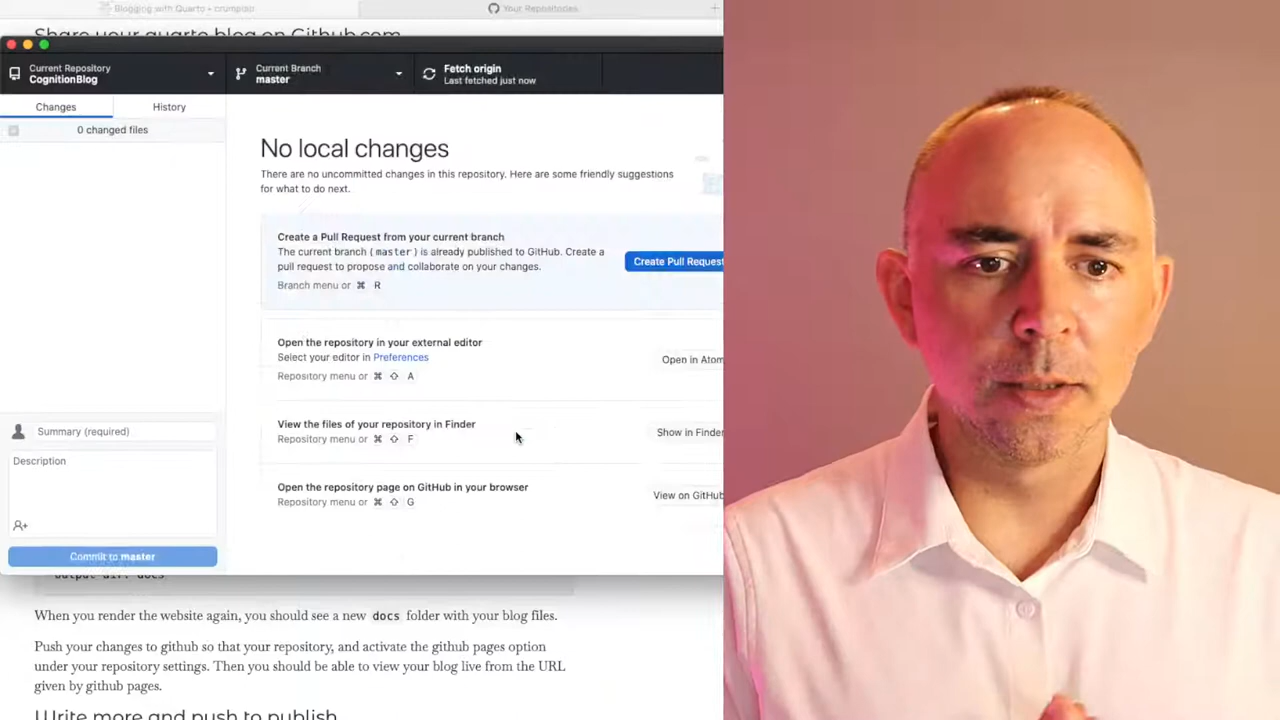 Blogging with Quarto - crumplab
Your Repositories
Share your quarto blog on Github.com
Current Repository
CognitionBlog
Current Branch
master
Fetch origin
Last fetched just now
Changes
History
0 changed files
No local changes
There are no uncommitted changes in this repository. Here are some friendly suggestions
for what to do next.
Create a Pull Request from your current branch
The current branch (master) is already published to GitHub. Create a
pull request to propose and collaborate on your changes.
Branch menu or ⌘ R
Create Pull Request
Open the repository in your external editor
Select your editor in Preferences
Repository menu or ⌘ ⇧ A
Open in Atom
View the files of your repository in Finder
Repository menu or ⌘ ⇧ F
Show in Finder
Open the repository page on GitHub in your browser
Repository menu or ⌘ ⇧ G
View on GitHub
Summary (required)
Description
Commit to master
output-dir: docs
When you render the website again, you should see a new docs folder with your blog files.
Push your changes to github so that your repository, and activate the github pages option
under your repository settings. Then you should be able to view your blog live from the URL
given by github pages.
Write more and push to publish